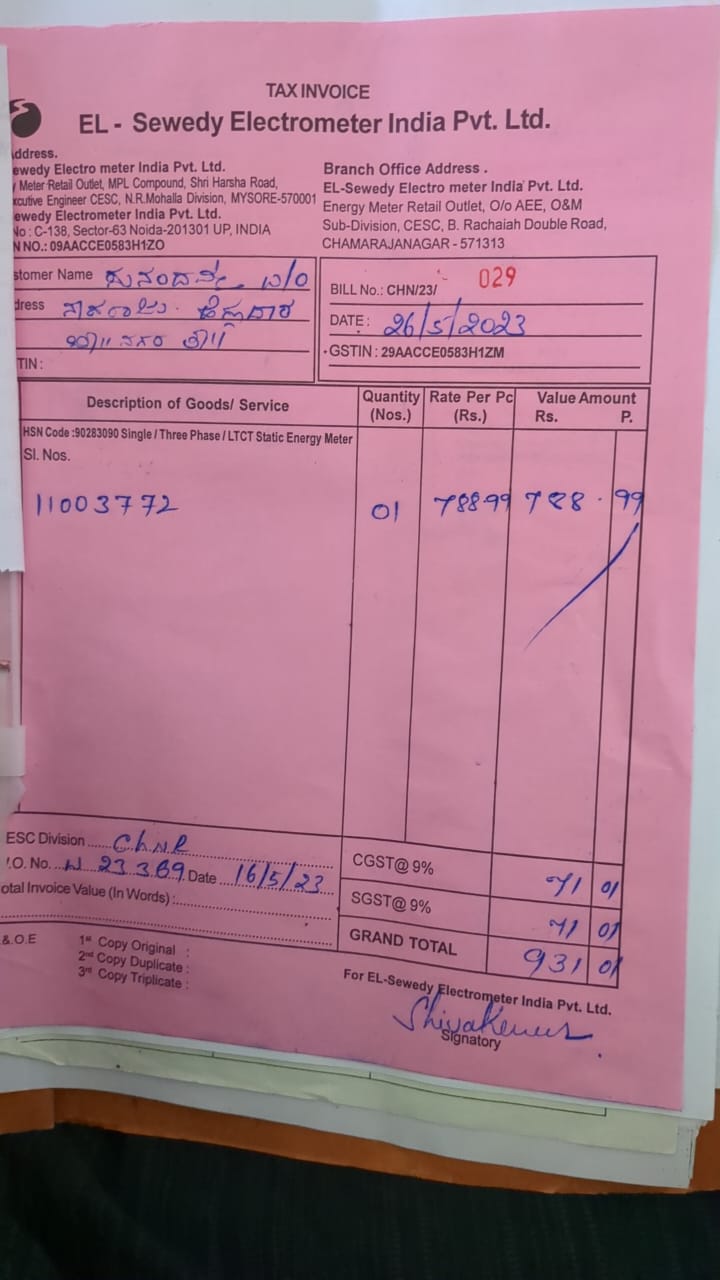 TAX INVOICE
EL - Sewedy Electrometer India Pvt. Ltd.
ddress.
ewedy Electro meter India Pvt. Ltd.
Meter Retail Outlet, MPL Compound, Shri Harsha Road,
xcutive Engineer CESC, N.R.Mohalla Division, MYSORE-570001
ewedy Electrometer India Pvt. Ltd.
No : C-138, Sector-63 Noida-201301 UP, INDIA
N NO.: 09AACCE0583H1ZO
Branch Office Address .
EL-Sewedy Electro meter India Pvt. Ltd.
Energy Meter Retail Outlet, O/o AEE, O&M
Sub-Division, CESC, B. Rachaiah Double Road,
CHAMARAJANAGAR - 571313
stomer Name W/O
dress
TIN :
BILL No.: CHN/23/ 029
DATE : 26/5/2023
GSTIN : 29AACCE0583H1ZM
Description of Goods/ Service Quantity (Nos.) Rate Per Pc (Rs.) Value Amount Rs. P.
HSN Code :90283090 Single / Three Phase / LTCT Static Energy Meter
Sl. Nos.
11003772 01 788.99 788.99
ESC Division CHNR
.O. No. 23369 Date 16/5/23
otal Invoice Value (In Words) :
CGST@ 9% 71 01
SGST@ 9% 71 01
GRAND TOTAL 931 01
&.O.E
1st Copy Original :
2nd Copy Duplicate :
3rd Copy Triplicate :
For EL-Sewedy Electrometer India Pvt. Ltd.
Signatory